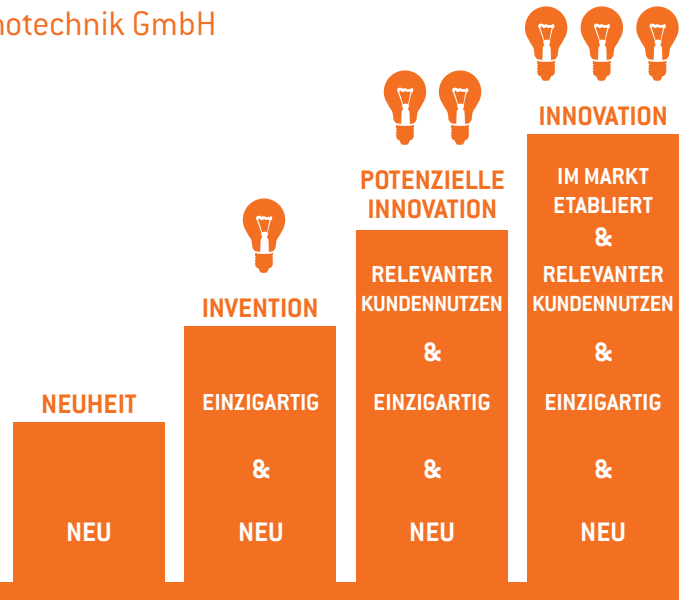 notechnik GmbH
INNOVATION
IM MARKT
ETABLIERT
&
RELEVANTER
KUNDENNUTZEN
&
EINZIGARTIG
&
NEU
POTENZIELLE
INNOVATION
RELEVANTER
KUNDENNUTZEN
&
EINZIGARTIG
&
NEU
INVENTION
EINZIGARTIG
&
NEU
NEUHEIT
NEU